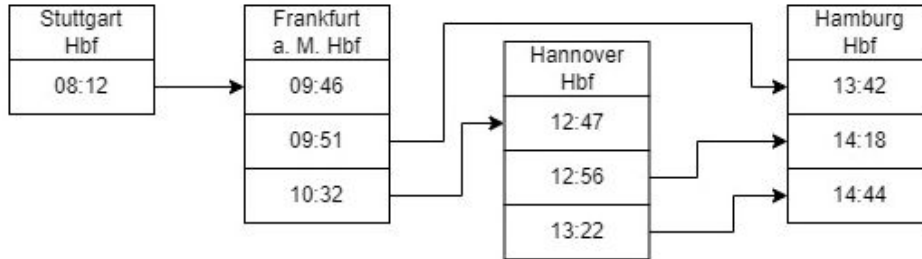 Stuttgart
Hbf
08:12
Frankfurt
a. M. Hbf
09:46
09:51
10:32
Hannover
Hbf
12:47
12:56
13:22
Hamburg
Hbf
13:42
14:18
14:44